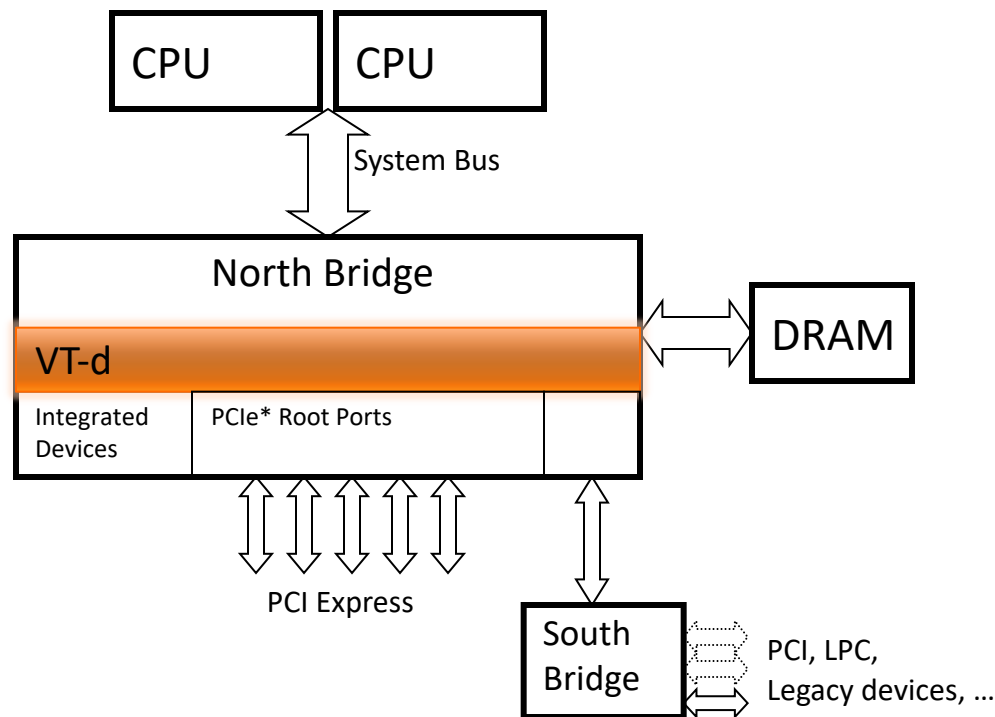 CPU
CPU
System Bus
North Bridge
DRAM
VT-d
Integrated
Devices
PCIe* Root Ports
PCI Express
South
Bridge
PCI, LPC,
Legacy devices, …